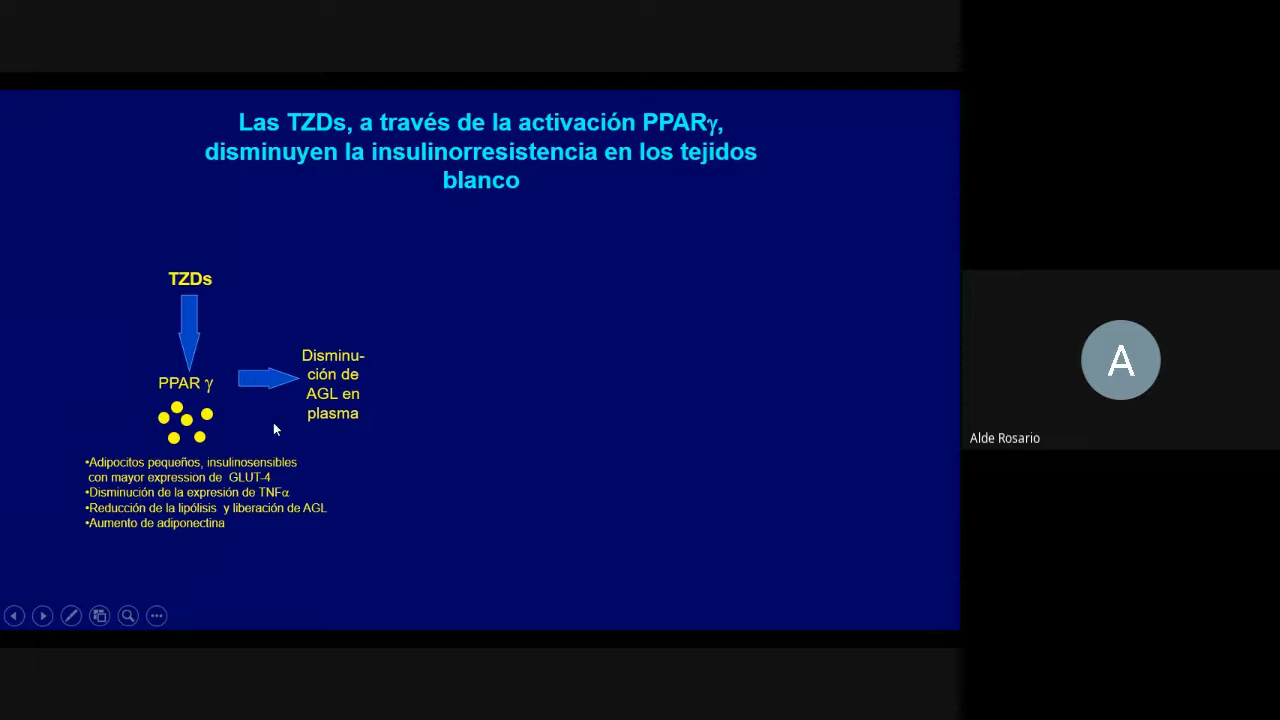 Las TZDs, a través de la activación PPARγ,
disminuyen la insulinorresistencia en los tejidos
blanco
TZDs
PPAR γ
Disminu-
ción de
AGL en
plasma
•Adipocitos pequeños, insulinosensibles
con mayor expression de GLUT-4
•Disminución de la expresión de TNFα
•Reducción de la lipólisis y liberación de AGL
•Aumento de adiponectina
A
Alde Rosario